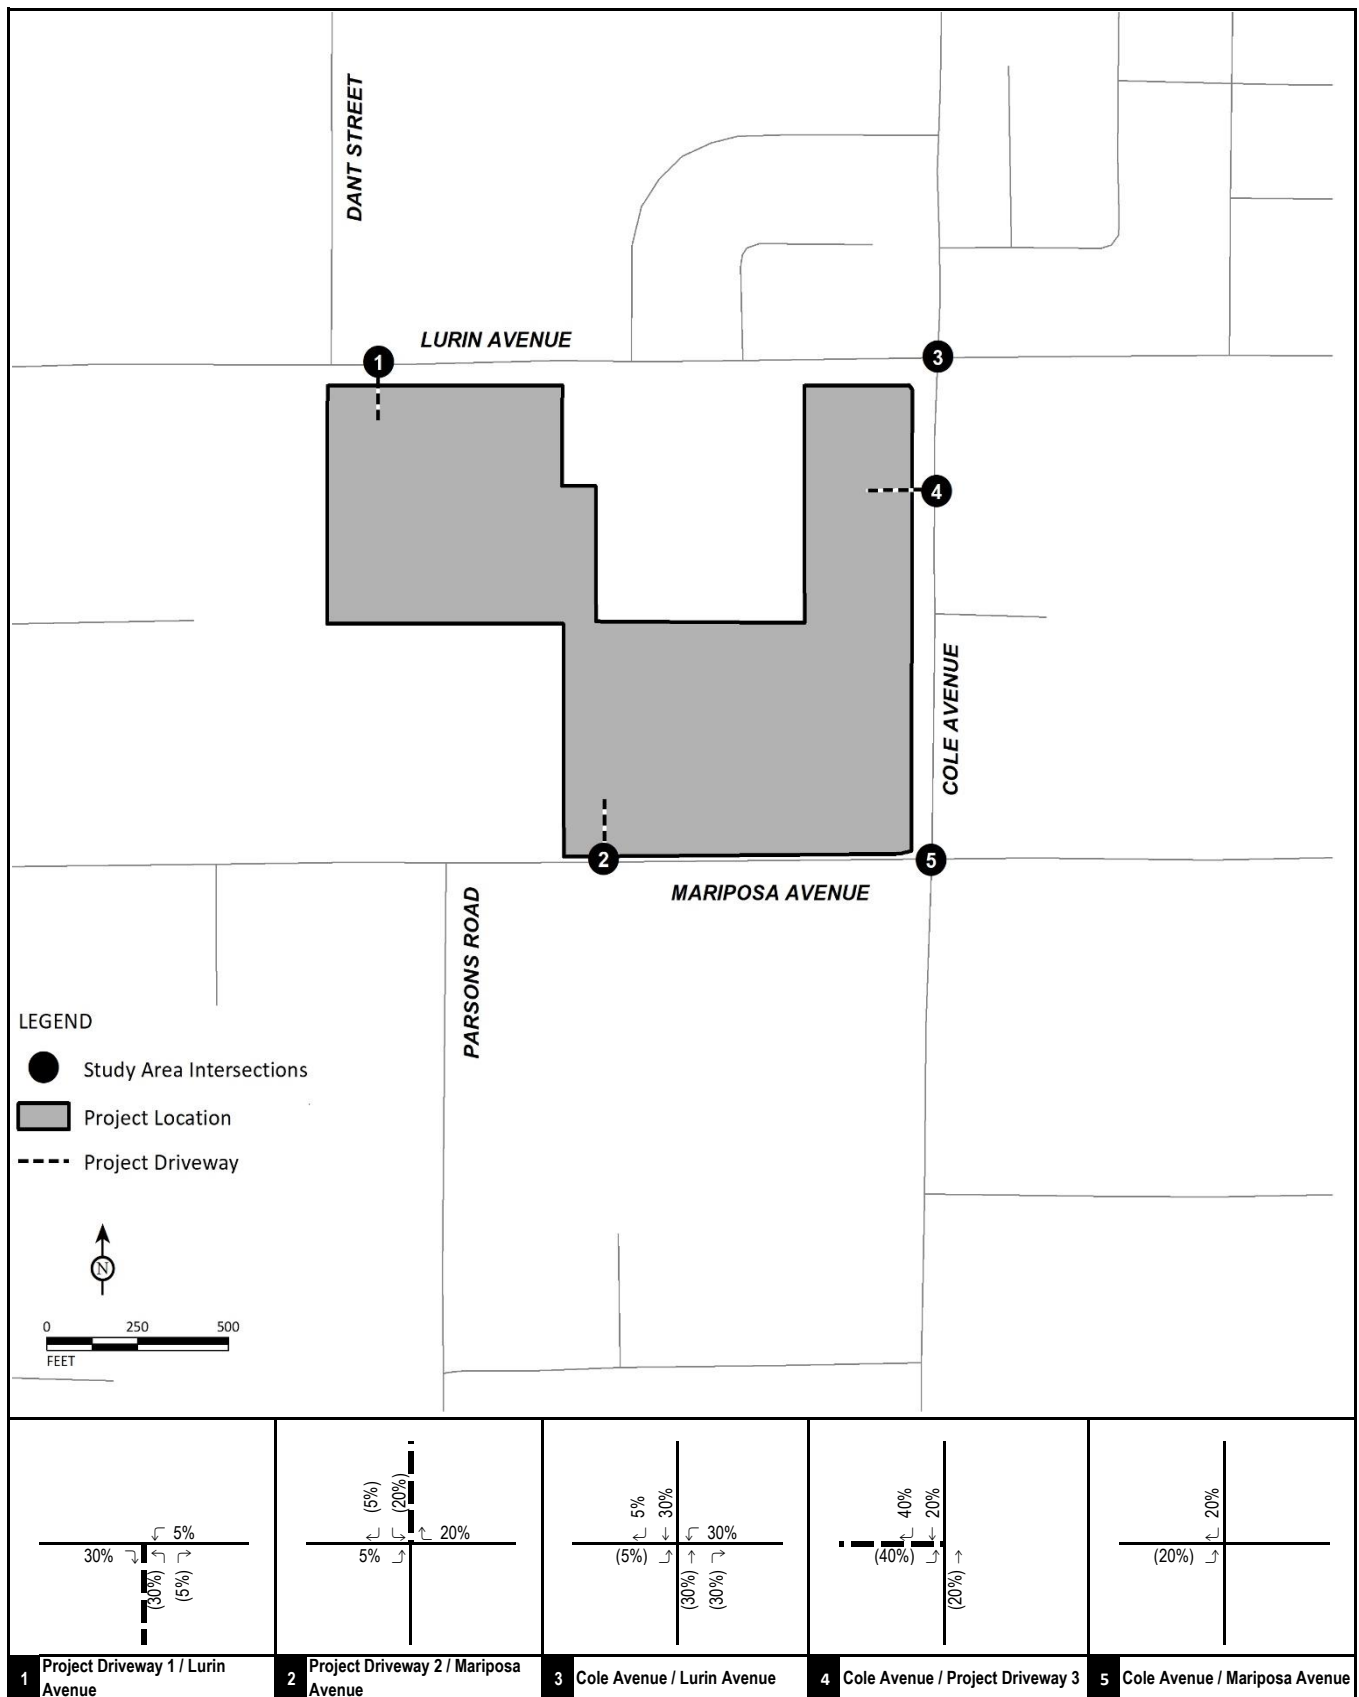 DANT STREET
LURIN AVENUE
1
3
4
COLE AVENUE
2
5
MARIPOSA AVENUE
PARSONS ROAD
LEGEND
Study Area Intersections
Project Location
Project Driveway
N
0 250 500
FEET
5%
30%
(30%)
(5%)
(5%)
(20%)
20%
5%
5%
30%
30%
(5%)
(30%)
(30%)
40%
20%
(40%)
(20%)
20%
(20%)
1 Project Driveway 1 / Lurin
Avenue
2 Project Driveway 2 / Mariposa
Avenue
3 Cole Avenue / Lurin Avenue
4 Cole Avenue / Project Driveway 3
5 Cole Avenue / Mariposa Avenue